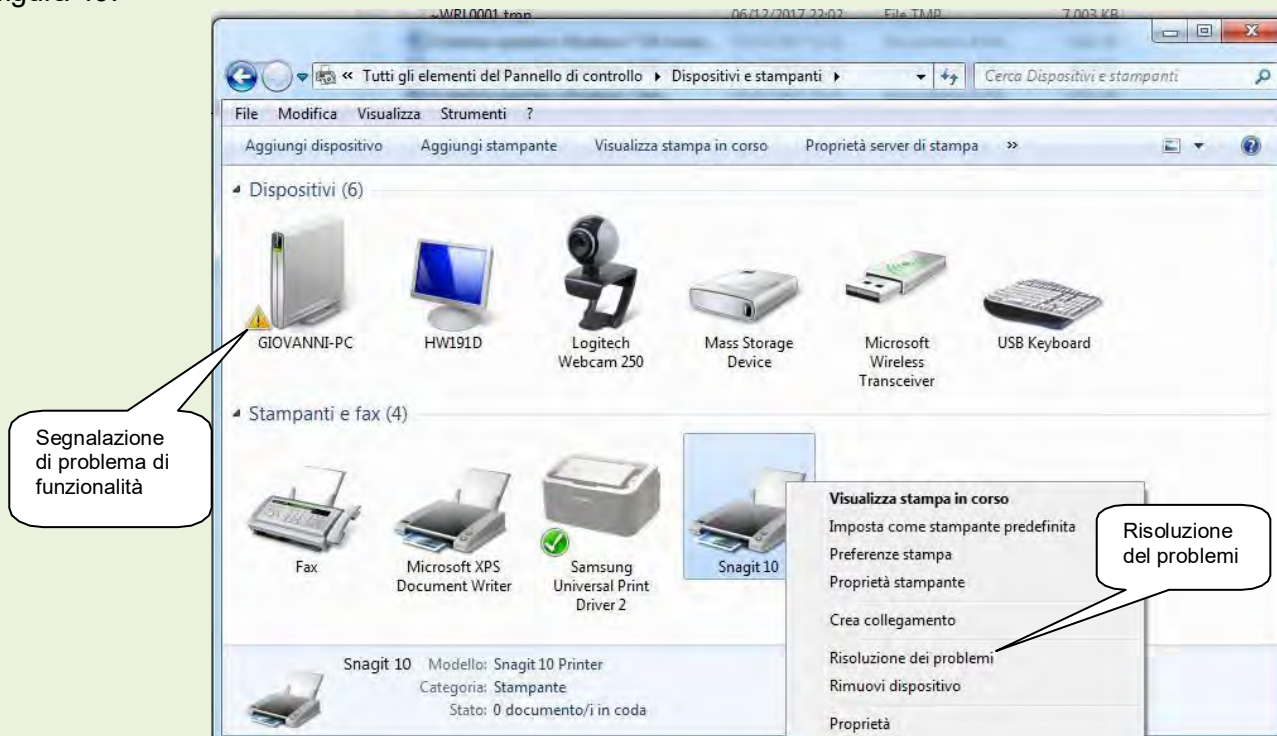 ~WRL0001.tmp 06/12/2017 22:02 File TMP 7.003 KB
« Tutti gli elementi del Pannello di controllo Dispositivi e stampanti Cerca Dispositivi e stampanti
File Modifica Visualizza Strumenti ?
Aggiungi dispositivo Aggiungi stampante Visualizza stampa in corso Proprietà server di stampa »
Dispositivi (6)
GIOVANNI-PC
HW191D
Logitech
Webcam 250
Mass Storage
Device
Microsoft
Wireless
Transceiver
USB Keyboard
Segnalazione
di problema di
funzionalità
Stampanti e fax (4)
Fax
Microsoft XPS
Document Writer
Samsung
Universal Print
Driver 2
Snagit 10
Visualizza stampa in corso
Imposta come stampante predefinita
Preferenze stampa
Proprietà stampante
Crea collegamento
Risoluzione dei problemi
Rimuovi dispositivo
Proprietà
Risoluzione
del problemi
Snagit 10 Modello: Snagit 10 Printer
Categoria: Stampante
Stato: 0 documento/i in coda